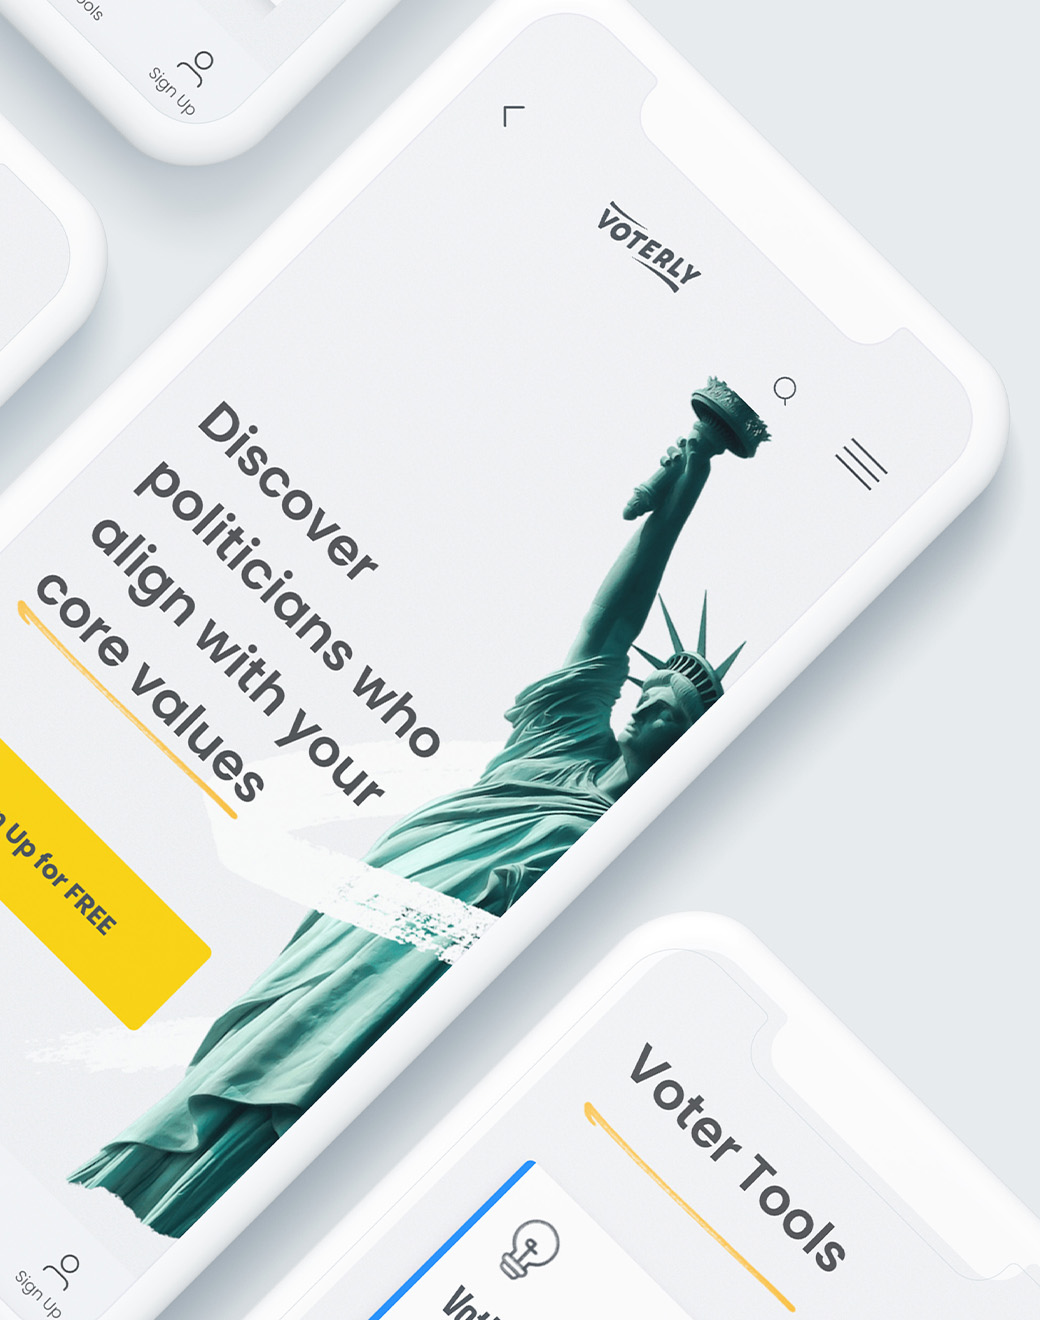 ools
Sign Up
VOTERLY
Discover
politicians who
align with your
core values
Up for FREE
Sign Up
Voter Tools